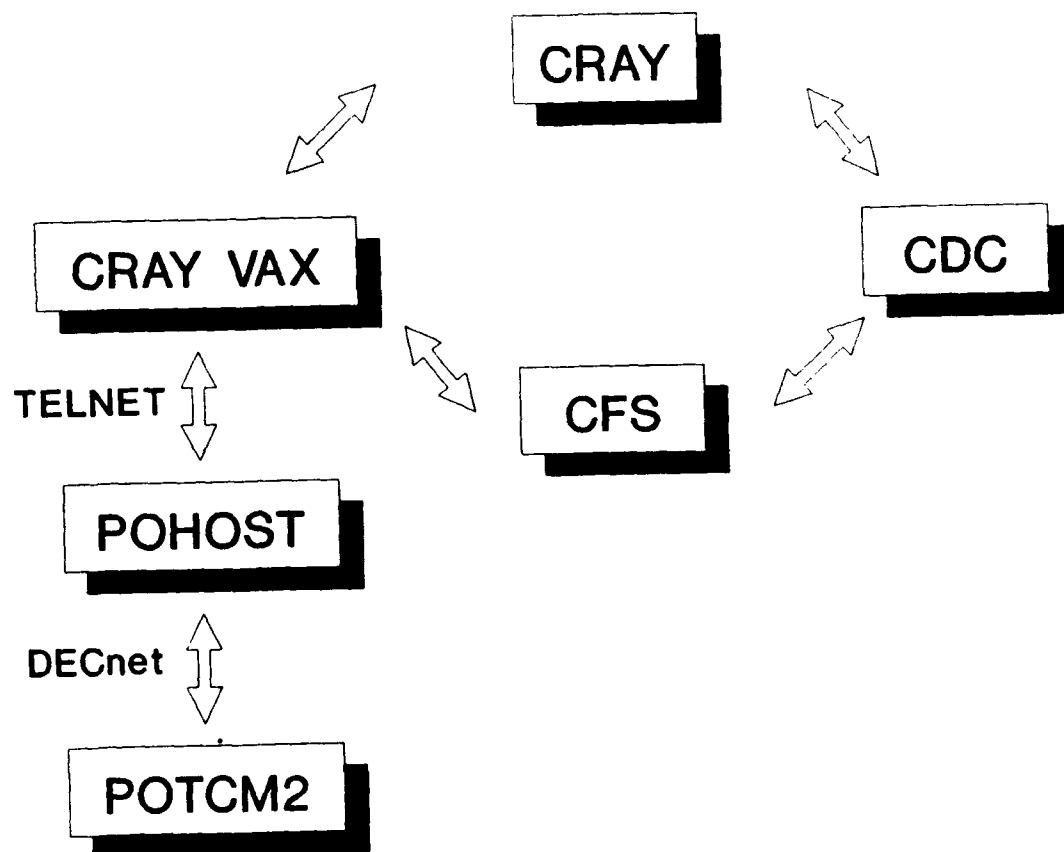 CRAY
CRAY VAX
CDC
TELNET
CFS
POHOST
DECnet
POTCM2